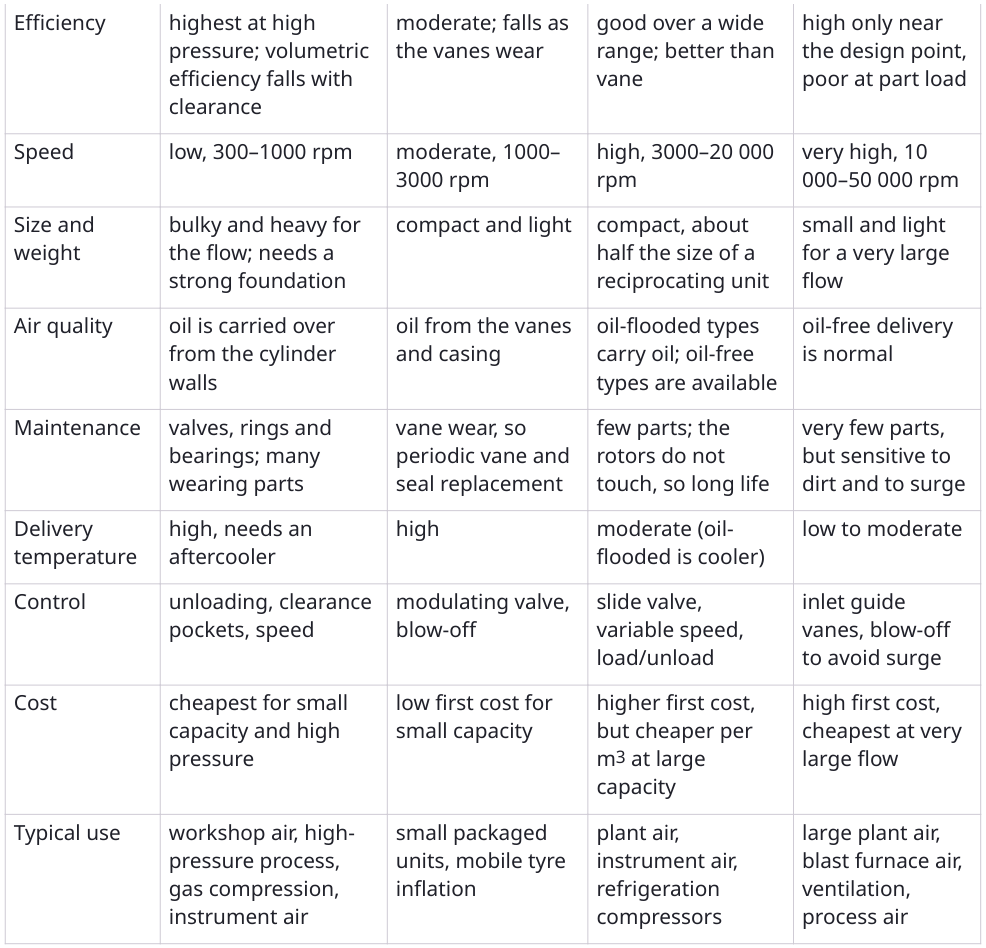 Efficiency
highest at high
pressure; volumetric
efficiency falls with
clearance
moderate; falls as
the vanes wear
good over a wide
range; better than
vane
high only near
the design point,
poor at part load
Speed
low, 300–1000 rpm
moderate, 1000–
3000 rpm
high, 3000–20 000
rpm
very high, 10
000–50 000 rpm
Size and
weight
bulky and heavy for
the flow; needs a
strong foundation
compact and light
compact, about
half the size of a
reciprocating unit
small and light
for a very large
flow
Air quality
oil is carried over
from the cylinder
walls
oil from the vanes
and casing
oil-flooded types
carry oil; oil-free
types are available
oil-free delivery
is normal
Maintenance
valves, rings and
bearings; many
wearing parts
vane wear, so
periodic vane and
seal replacement
few parts; the
rotors do not
touch, so long life
very few parts,
but sensitive to
dirt and to surge
Delivery
temperature
high, needs an
aftercooler
high
moderate (oil-
flooded is cooler)
low to moderate
Control
unloading, clearance
pockets, speed
modulating valve,
blow-off
slide valve,
variable speed,
load/unload
inlet guide
vanes, blow-off
to avoid surge
Cost
cheapest for small
capacity and high
pressure
low first cost for
small capacity
higher first cost,
but cheaper per
m3 at large
capacity
high first cost,
cheapest at very
large flow
Typical use
workshop air, high-
pressure process,
gas compression,
instrument air
small packaged
units, mobile tyre
inflation
plant air,
instrument air,
refrigeration
compressors
large plant air,
blast furnace air,
ventilation,
process air